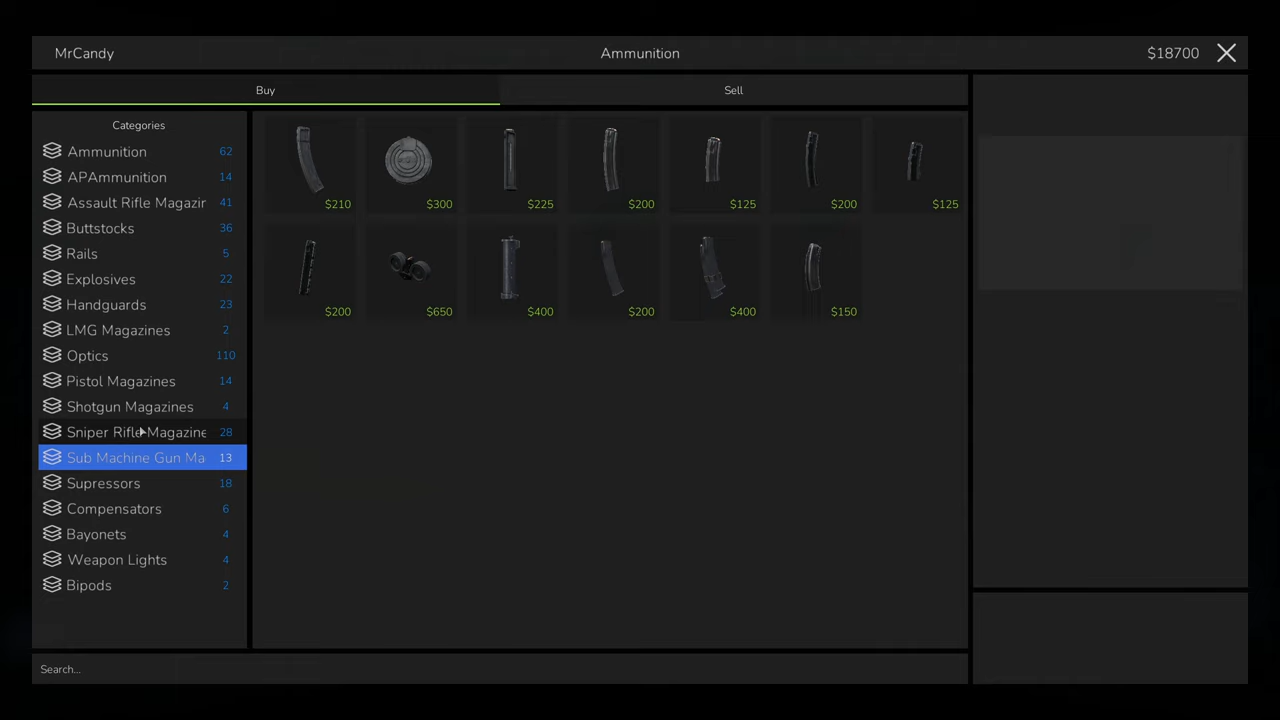 MrCandy Ammunition $18700
Buy Sell
Categories
Ammunition 62
APAmmunition 14
Assault Rifle Magazir 41
Buttstocks 36
Rails 5
Explosives 22
Handguards 23
LMG Magazines 2
Optics 110
Pistol Magazines 14
Shotgun Magazines 4
Sniper Rifle Magazine 28
Sub Machine Gun Ma 13
Supressors 18
Compensators 6
Bayonets 4
Weapon Lights 4
Bipods 2
$210 $300 $225 $200 $125 $200 $125
$200 $650 $400 $200 $400 $150
Search...